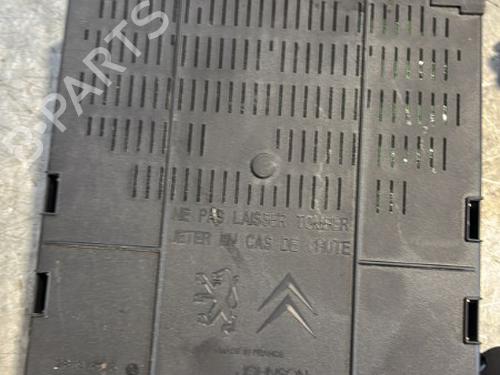 B-PARTS
NE PAS LAISSER TOMBER
JETER EN CAS DE CHUTE
MADE IN FRANCE
JOHNSON